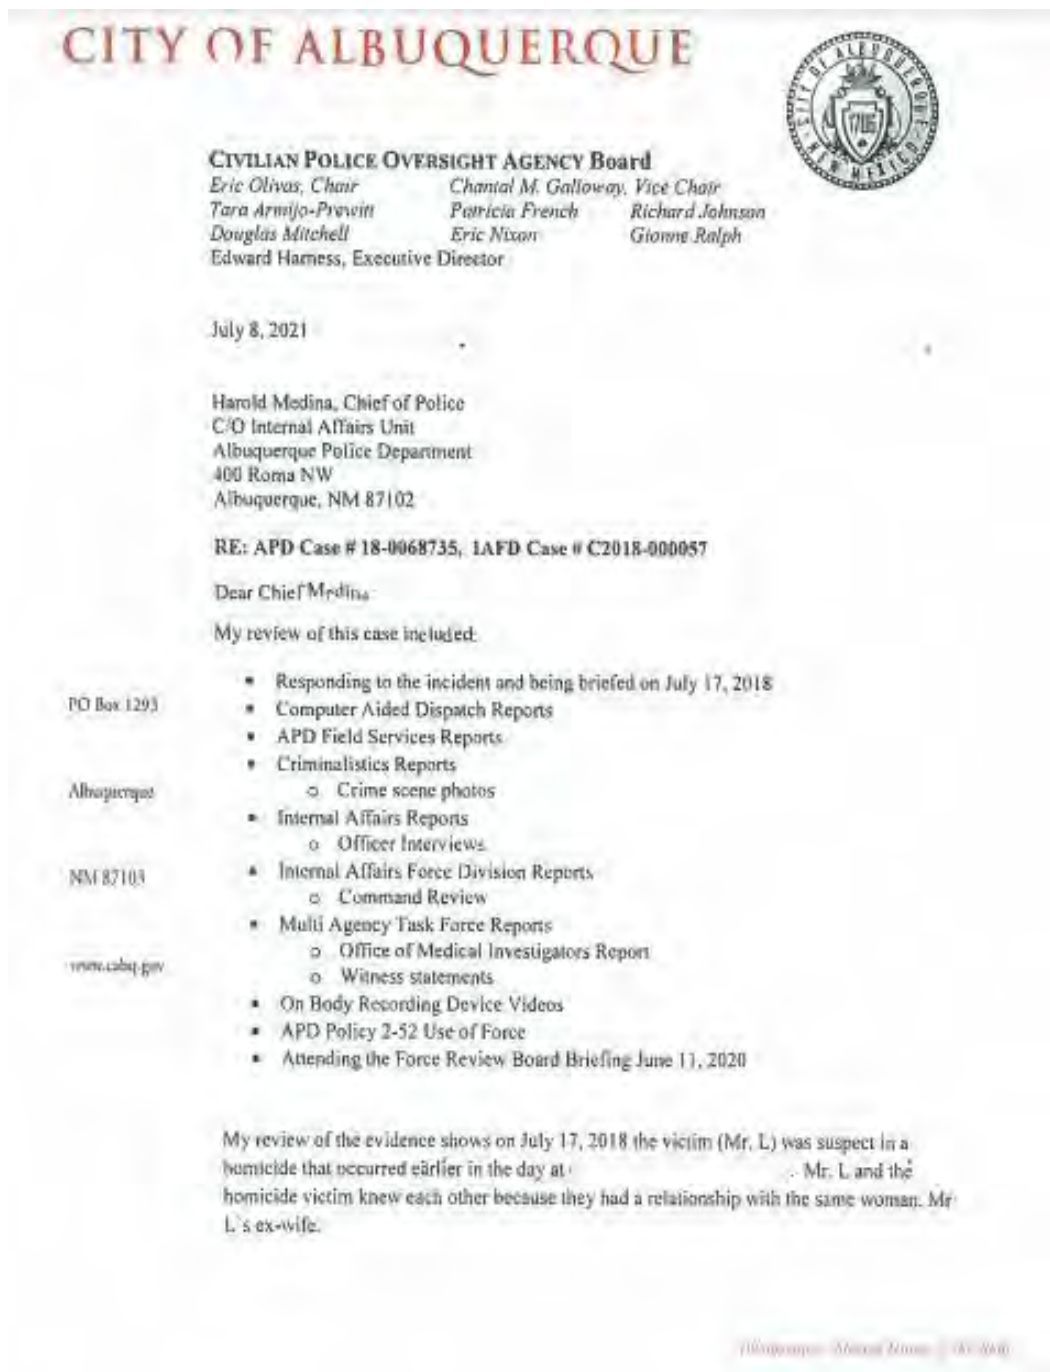 CITY OF ALBUQUERQUE
CITY OF ALBUQUERQUE
1706
NEW MEXICO
CIVILIAN POLICE OVERSIGHT AGENCY Board
Eric Olivas, Chair Chantal M. Galloway, Vice Chair
Tara Armijo-Prewitt Patricia French Richard Johnson
Douglas Mitchell Eric Nixon Gionne Ralph
Edward Harness, Executive Director
July 8, 2021
Harold Medina, Chief of Police
C/O Internal Affairs Unit
Albuquerque Police Department
400 Roma NW
Albuquerque, NM 87102
RE: APD Case # 18-0068735, IAFD Case # C2018-000057
Dear Chief Medina
My review of this case included:
• Responding to the incident and being briefed on July 17, 2018
• Computer Aided Dispatch Reports
• APD Field Services Reports
• Criminalistics Reports
o Crime scene photos
• Internal Affairs Reports
o Officer Interviews
• Internal Affairs Force Division Reports
o Command Review
• Multi Agency Task Force Reports
o Office of Medical Investigators Report
o Witness statements
• On Body Recording Device Videos
• APD Policy 2-52 Use of Force
• Attending the Force Review Board Briefing June 11, 2020
PO Box 1293
Albuquerque
NM 87103
www.cabq.gov
My review of the evidence shows on July 17, 2018 the victim (Mr. L) was suspect in a
homicide that occurred earlier in the day at . Mr. L and the
homicide victim knew each other because they had a relationship with the same woman. Mr
L's ex-wife.